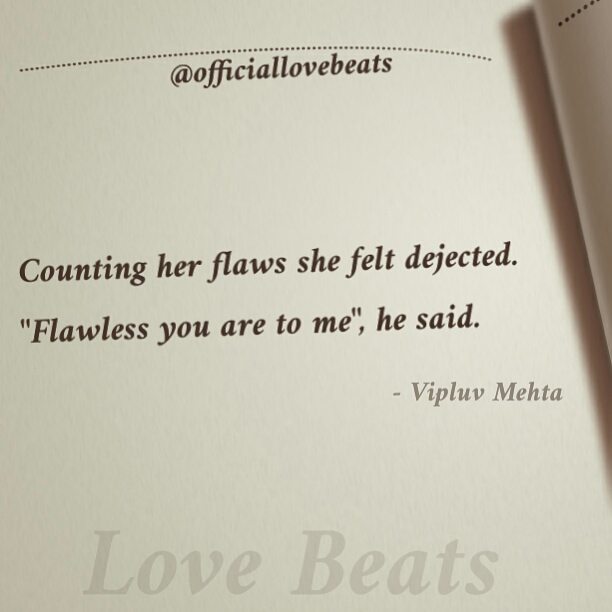 @officiallovebeats
Counting her flaws she felt dejected.
"Flawless you are to me", he said.
- Vipluv Mehta
Love Beats